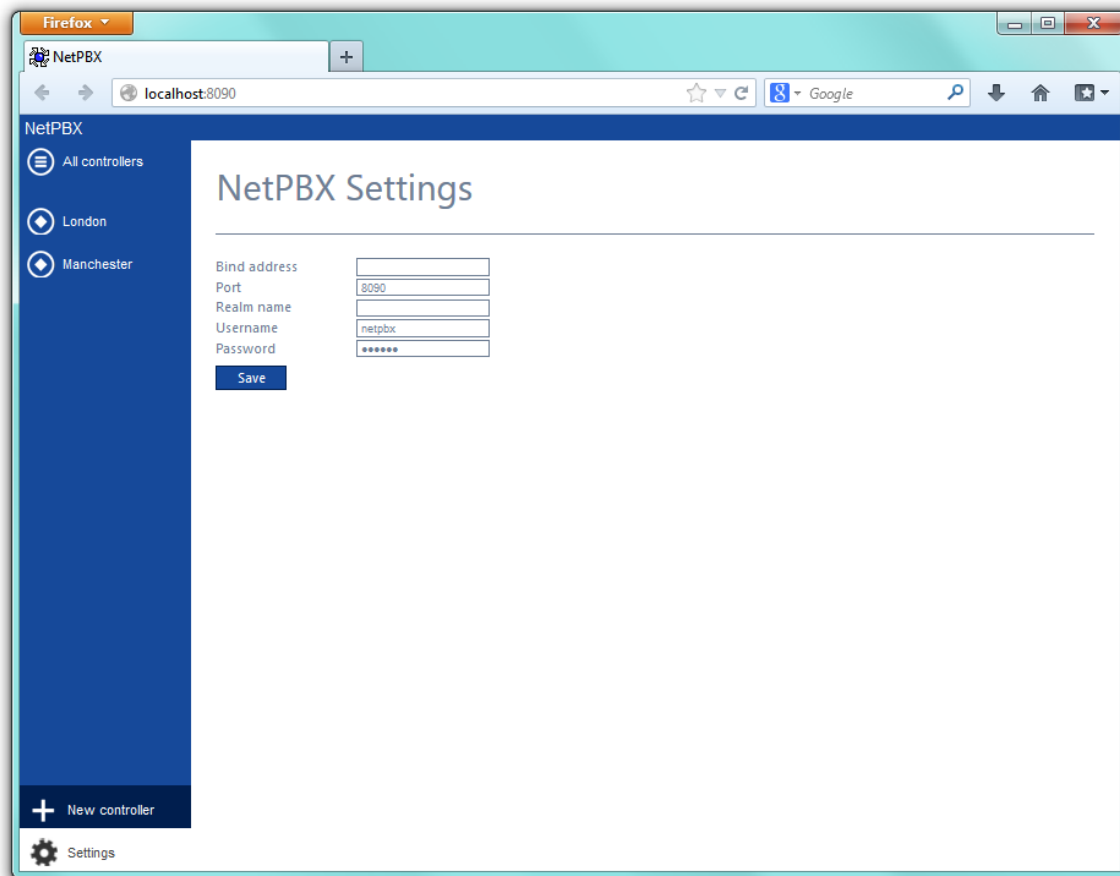 Firefox
NetPBX
localhost:8090
Google
NetPBX
All controllers
London
Manchester
NetPBX Settings
Bind address
Port 8090
Realm name
Username netpbx
Password ••••••
Save
New controller
Settings